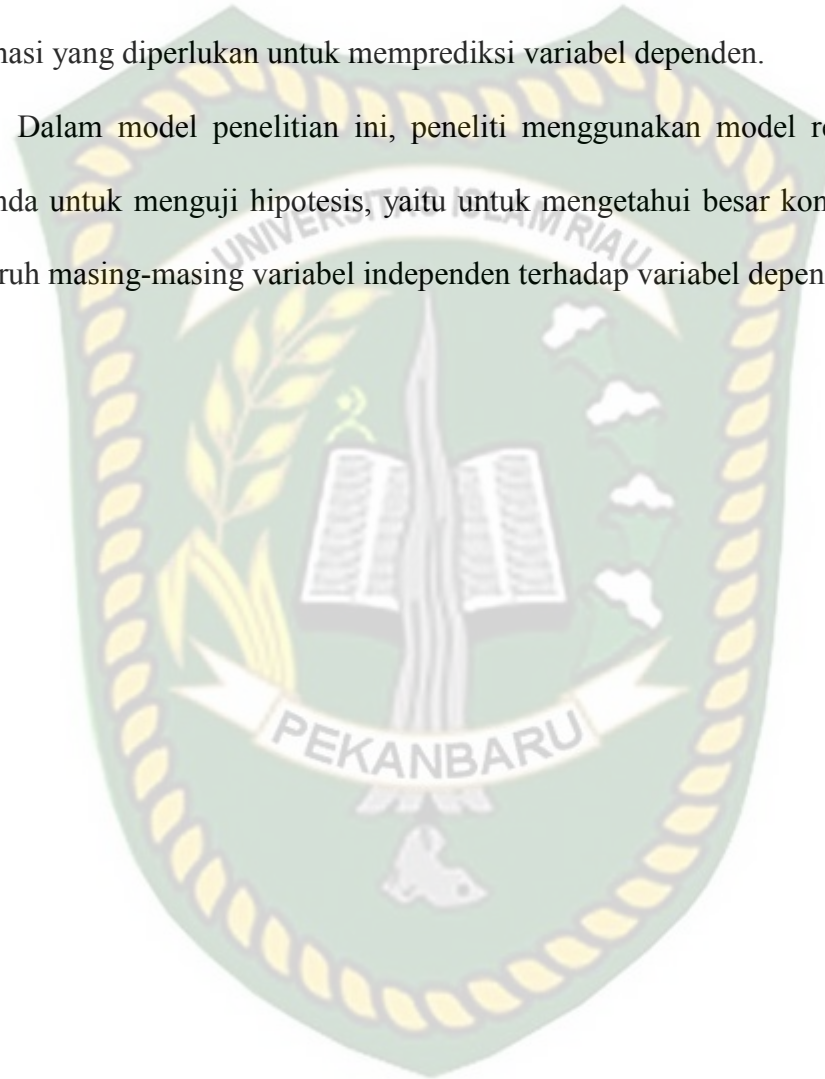 masi yang diperlukan untuk memprediksi variabel dependen.
Dalam model penelitian ini, peneliti menggunakan model re
nda untuk menguji hipotesis, yaitu untuk mengetahui besar kon
ruh masing-masing variabel independen terhadap variabel depen
UNIVERSITAS ISLAM RIAU
PEKANBARU